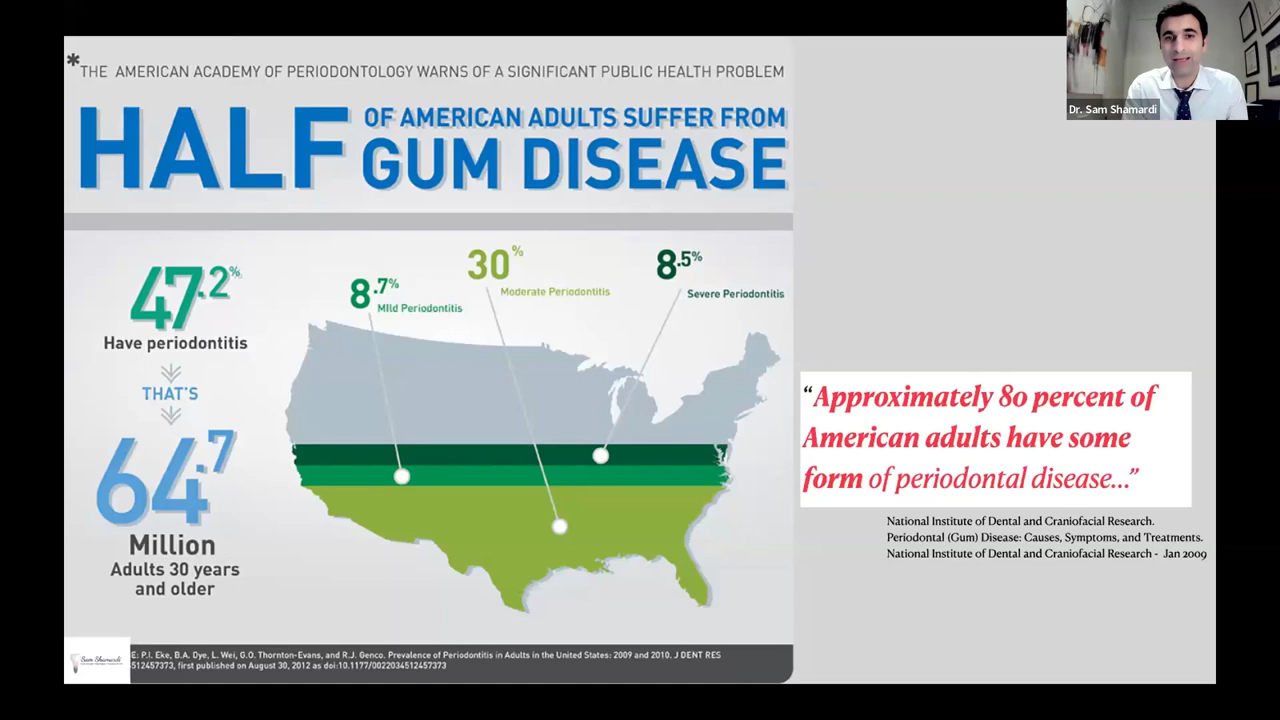 *THE AMERICAN ACADEMY OF PERIODONTOLOGY WARNS OF A SIGNIFICANT PUBLIC HEALTH PROBLEM
HALF OF AMERICAN ADULTS SUFFER FROM
GUM DISEASE
47.2%
Have periodontitis
THAT'S
64.7
Million
Adults 30 years
and older
8.7%
Mild Periodontitis
30%
Moderate Periodontitis
8.5%
Severe Periodontitis
E: P.I. Eke, B.A. Dye, L. Wei, G.O. Thornton-Evans, and R.J. Genco. Prevalence of Periodontitis in Adults in the United States: 2009 and 2010. J DENT RES
512457373, first published on August 30, 2012 as doi:10.1177/0022034512457373
Sam Shamardi
Dr. Sam Shamardi
“Approximately 80 percent of
American adults have some
form of periodontal disease...”
National Institute of Dental and Craniofacial Research.
Periodontal (Gum) Disease: Causes, Symptoms, and Treatments.
National Institute of Dental and Craniofacial Research - Jan 2009